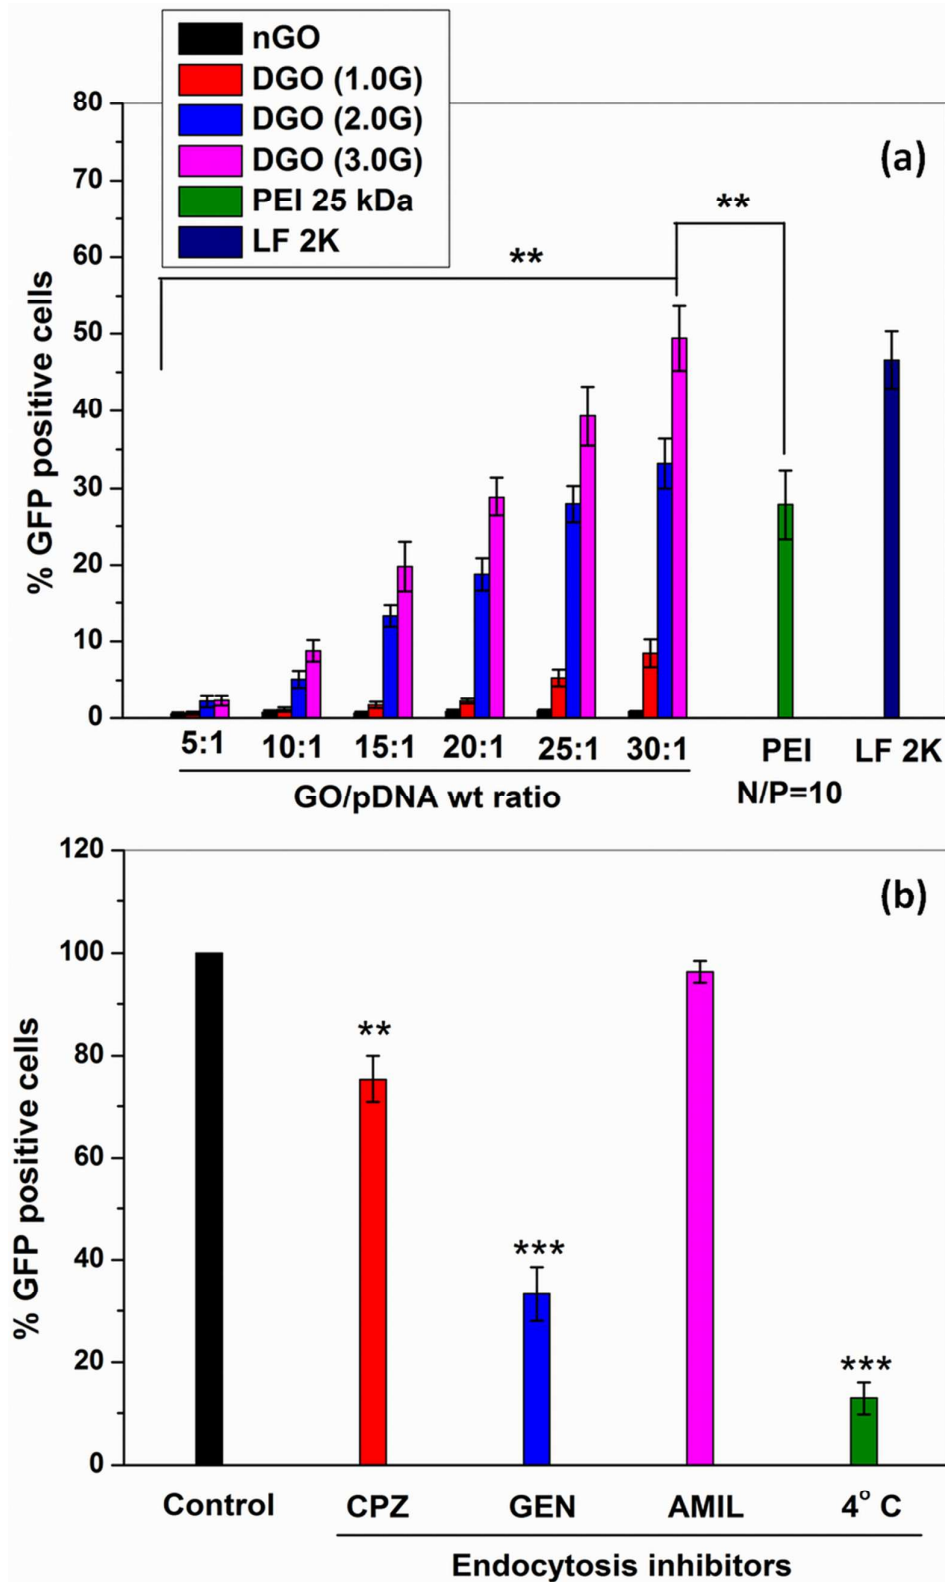 nGO
DGO (1.0G)
DGO (2.0G)
DGO (3.0G)
PEI 25 kDa
LF 2K
(a)
**
**
% GFP positive cells
80
70
60
50
40
30
20
10
0
5:1 10:1 15:1 20:1 25:1 30:1 PEI LF 2K
GO/pDNA wt ratio N/P=10
(b)
% GFP positive cells
120
100
80
60
40
20
0
**
***
***
Control CPZ GEN AMIL 4° C
Endocytosis inhibitors